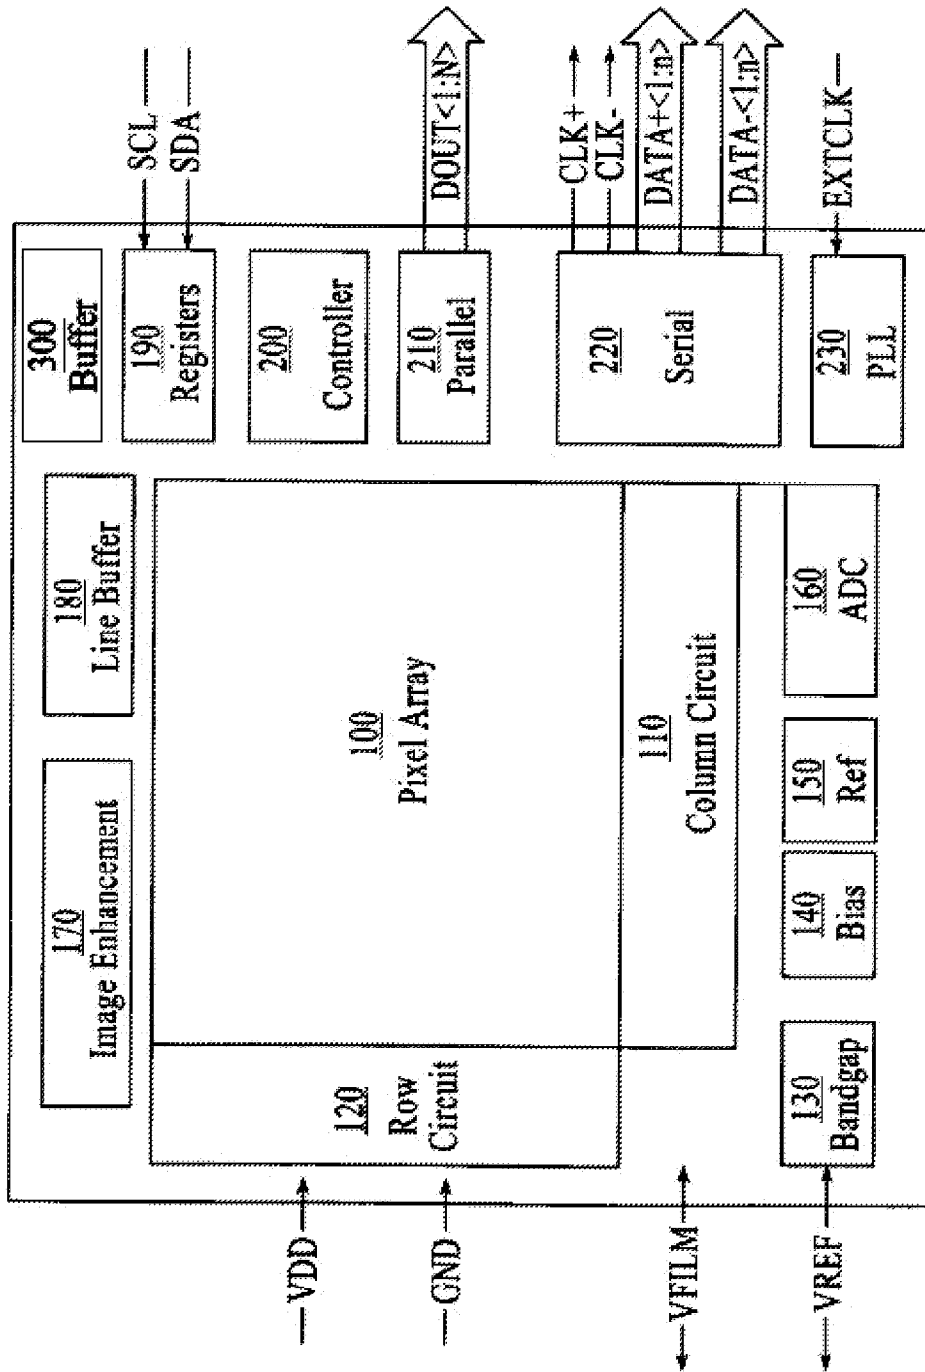 SCL
SDA
DOUT<1:N>
CLK+
CLK-
DATA+<1:n>
DATA-<1:n>
EXTCLK
300
Buffer
190
Registers
200
Controller
210
Parallel
220
Serial
230
PLL
180
Line Buffer
170
Image Enhancement
100
Pixel Array
110
Column Circuit
120
Row
Circuit
160
ADC
150
Ref
140
Bias
130
Bandgap
VDD
GND
VFILM
VREF